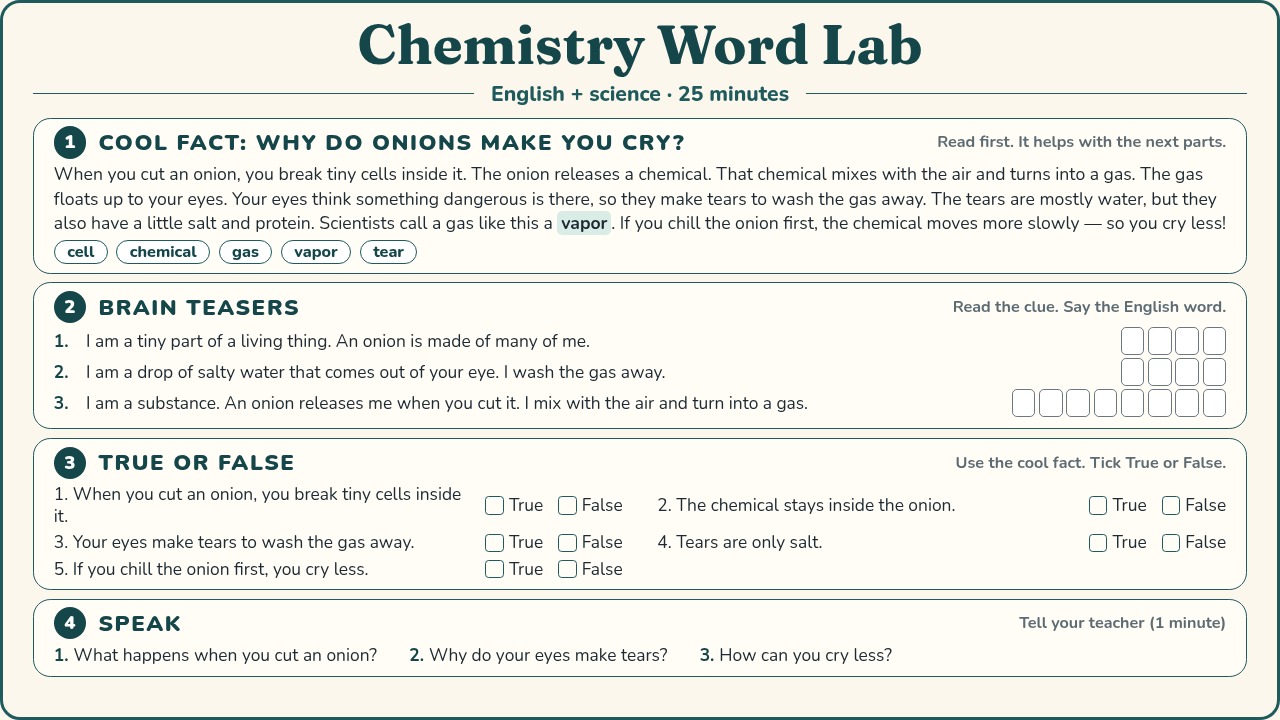 Chemistry Word Lab
English + science · 25 minutes
1 COOL FACT: WHY DO ONIONS MAKE YOU CRY? Read first. It helps with the next parts.
When you cut an onion, you break tiny cells inside it. The onion releases a chemical. That chemical mixes with the air and turns into a gas. The gas
floats up to your eyes. Your eyes think something dangerous is there, so they make tears to wash the gas away. The tears are mostly water, but they
also have a little salt and protein. Scientists call a gas like this a vapor. If you chill the onion first, the chemical moves more slowly — so you cry less!
cell chemical gas vapor tear
2 BRAIN TEASERS Read the clue. Say the English word.
1. I am a tiny part of a living thing. An onion is made of many of me.
2. I am a drop of salty water that comes out of your eye. I wash the gas away.
3. I am a substance. An onion releases me when you cut it. I mix with the air and turn into a gas.
3 TRUE OR FALSE Use the cool fact. Tick True or False.
1. When you cut an onion, you break tiny cells inside
it. True False 2. The chemical stays inside the onion. True False
3. Your eyes make tears to wash the gas away. True False 4. Tears are only salt. True False
5. If you chill the onion first, you cry less. True False
4 SPEAK Tell your teacher (1 minute)
1. What happens when you cut an onion? 2. Why do your eyes make tears? 3. How can you cry less?